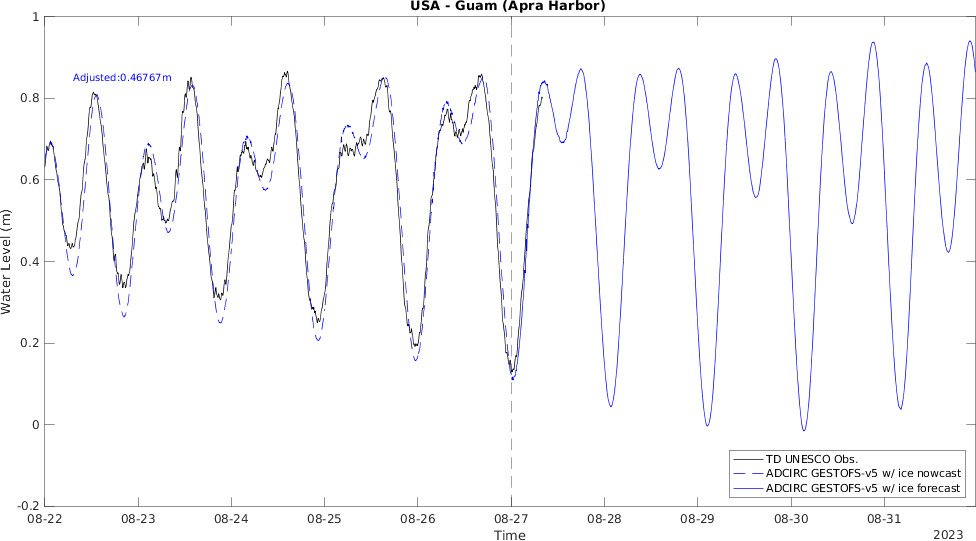 USA - Guam (Apra Harbor)
Adjusted:0.46767m
Water Level (m)
1
0.8
0.6
0.4
0.2
0
-0.2
TD UNESCO Obs.
ADCIRC GESTOFS-v5 w/ ice nowcast
ADCIRC GESTOFS-v5 w/ ice forecast
08-22 08-23 08-24 08-25 08-26 08-27 08-28 08-29 08-30 08-31
Time
2023